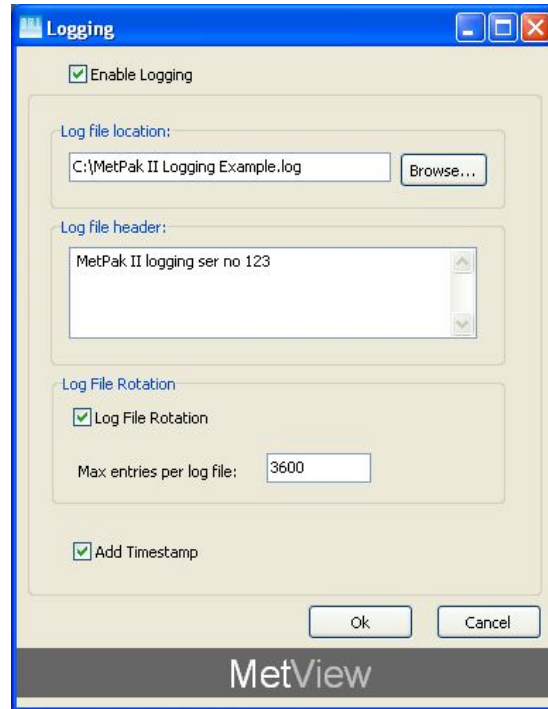 Logging
Enable Logging
Log file location:
C:\MetPak II Logging Example.log
Browse...
Log file header:
MetPak II logging ser no 123
Log File Rotation
Log File Rotation
Max entries per log file: 3600
Add Timestamp
Ok Cancel
MetView